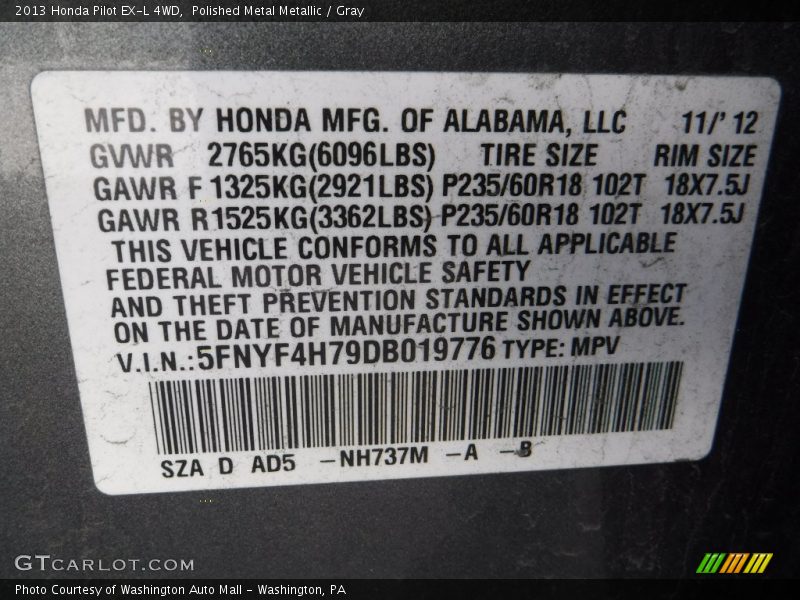 2013 Honda Pilot EX-L 4WD, Polished Metal Metallic / Gray
MFD. BY HONDA MFG. OF ALABAMA, LLC 11/' 12
GVWR 2765KG(6096LBS) TIRE SIZE RIM SIZE
GAWR F 1325KG(2921LBS) P235/60R18 102T 18X7.5J
GAWR R1525KG(3362LBS) P235/60R18 102T 18X7.5J
THIS VEHICLE CONFORMS TO ALL APPLICABLE
FEDERAL MOTOR VEHICLE SAFETY
AND THEFT PREVENTION STANDARDS IN EFFECT
ON THE DATE OF MANUFACTURE SHOWN ABOVE.
V.I.N.:5FNYF4H79DB019776 TYPE: MPV
SZA D AD5 -NH737M -A -B
GTCARLOT.COM
Photo Courtesy of Washington Auto Mall - Washington, PA